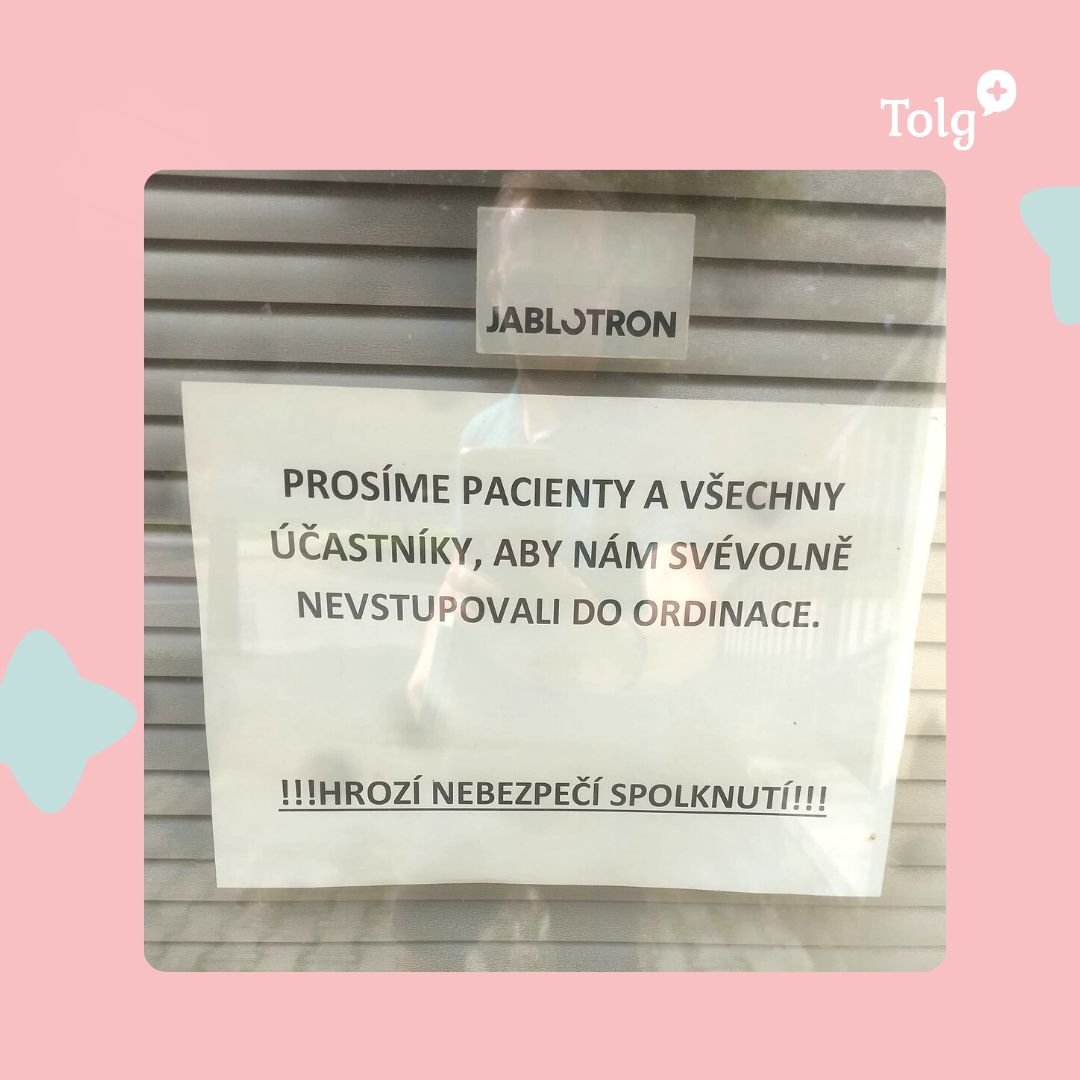 Tolg
JABLOTRON
PROSÍME PACIENTY A VŠECHNY
ÚČASTNÍKY, ABY NÁM SVÉVOLNĚ
NEVSTUPOVALI DO ORDINACE.
!!!HROZÍ NEBEZPEČÍ SPOLKNUTÍ!!!